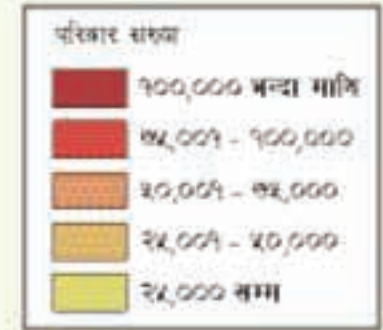 परिवार संख्या
१००,००० भन्दा माथि
७५,००१ - १००,०००
५०,००१ - ७५,०००
२५,००१ - ५०,०००
२५,००० सम्म